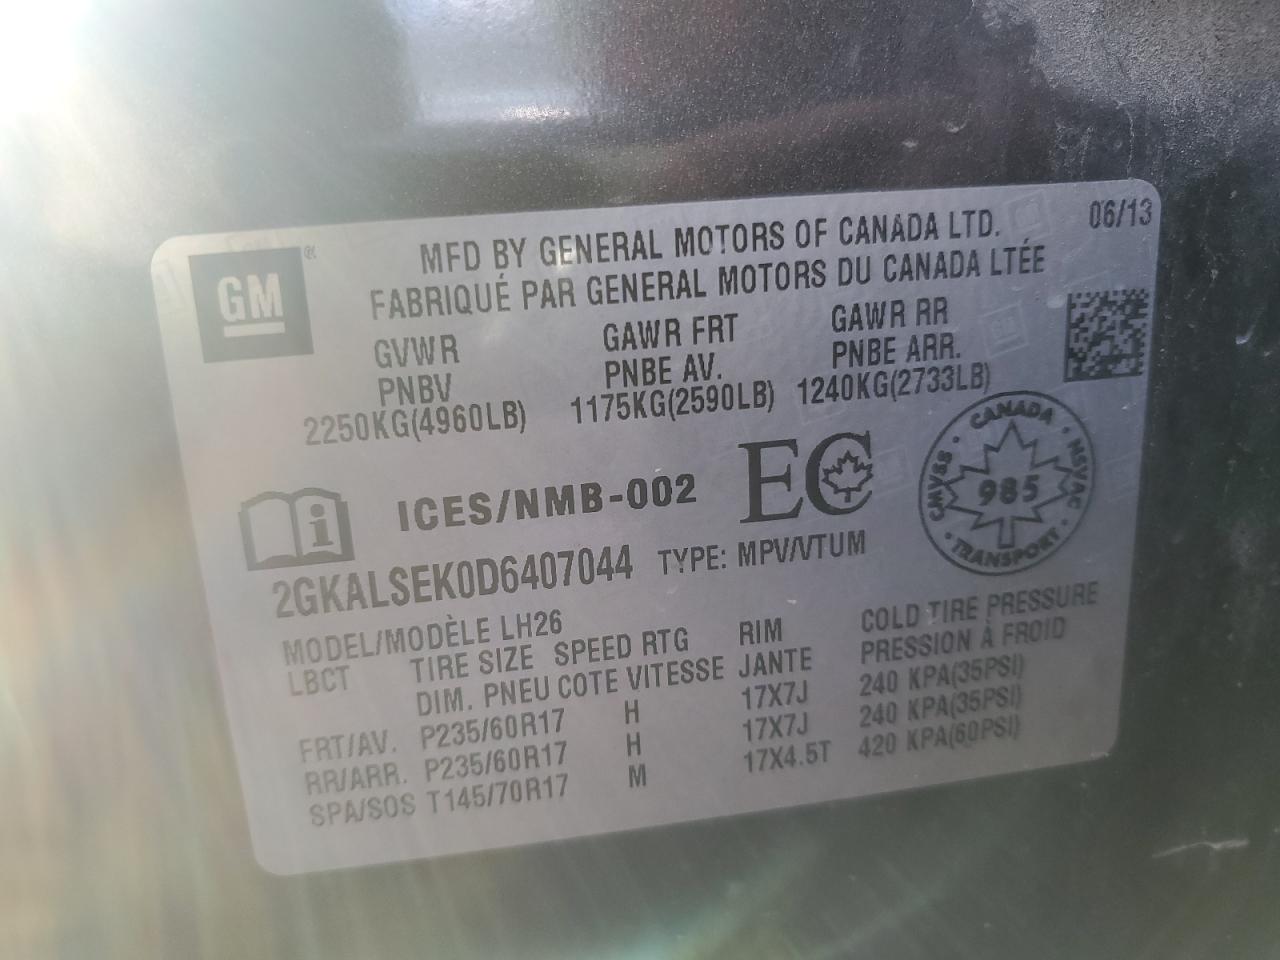 MFD BY GENERAL MOTORS OF CANADA LTD. 06/13
GM ®
FABRIQUÉ PAR GENERAL MOTORS DU CANADA LTÉE
GVWR GAWR FRT GAWR RR
PNBV PNBE AV. PNBE ARR.
2250KG(4960LB) 1175KG(2590LB) 1240KG(2733LB)
ICES/NMB-002 EC
CANADA · NSVAC · TRANSPORT · CMVSS ·
985
2GKALSEK0D6407044 TYPE: MPV/VTUM
MODEL/MODÈLE LH26
LBCT TIRE SIZE SPEED RTG RIM COLD TIRE PRESSURE
DIM. PNEU COTE VITESSE JANTE PRESSION À FROID
FRT/AV. P235/60R17 H 17X7J 240 KPA(35PSI)
RR/ARR. P235/60R17 H 17X7J 240 KPA(35PSI)
SPA/SOS T145/70R17 M 17X4.5T 420 KPA(60PSI)